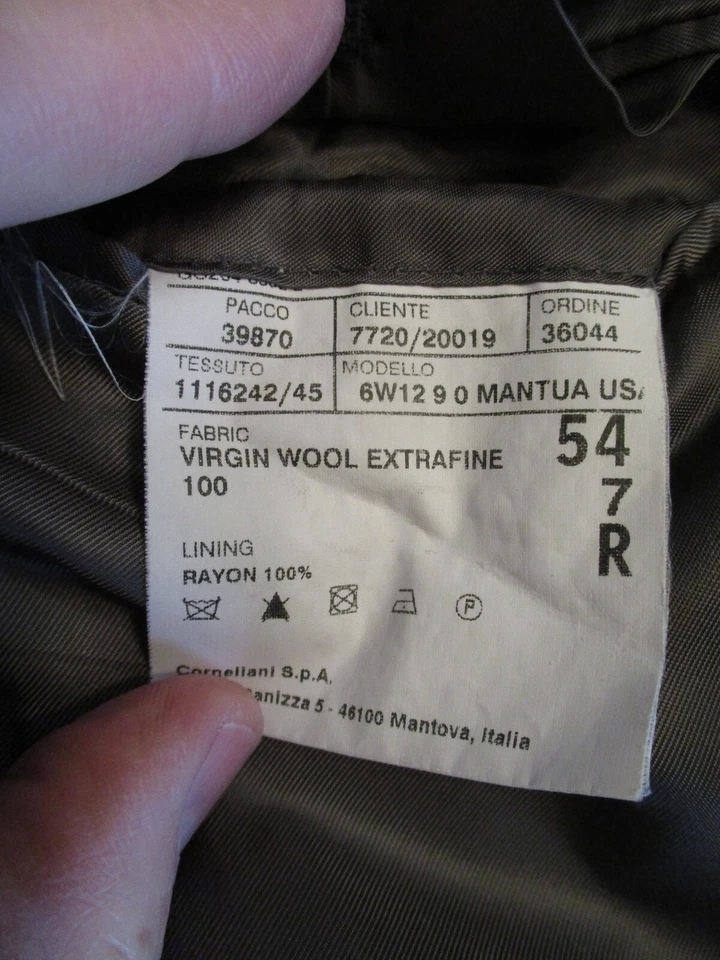 PACCO CLIENTE ORDINE
39870 7720/20019 36044
TESSUTO MODELLO
1116242/45 6W12 9 0 MANTUA USA
FABRIC
VIRGIN WOOL EXTRAFINE
100
54
7
R
LINING
RAYON 100%
P
Corneliani S.p.A.
anizza 5 - 46100 Mantova, Italia